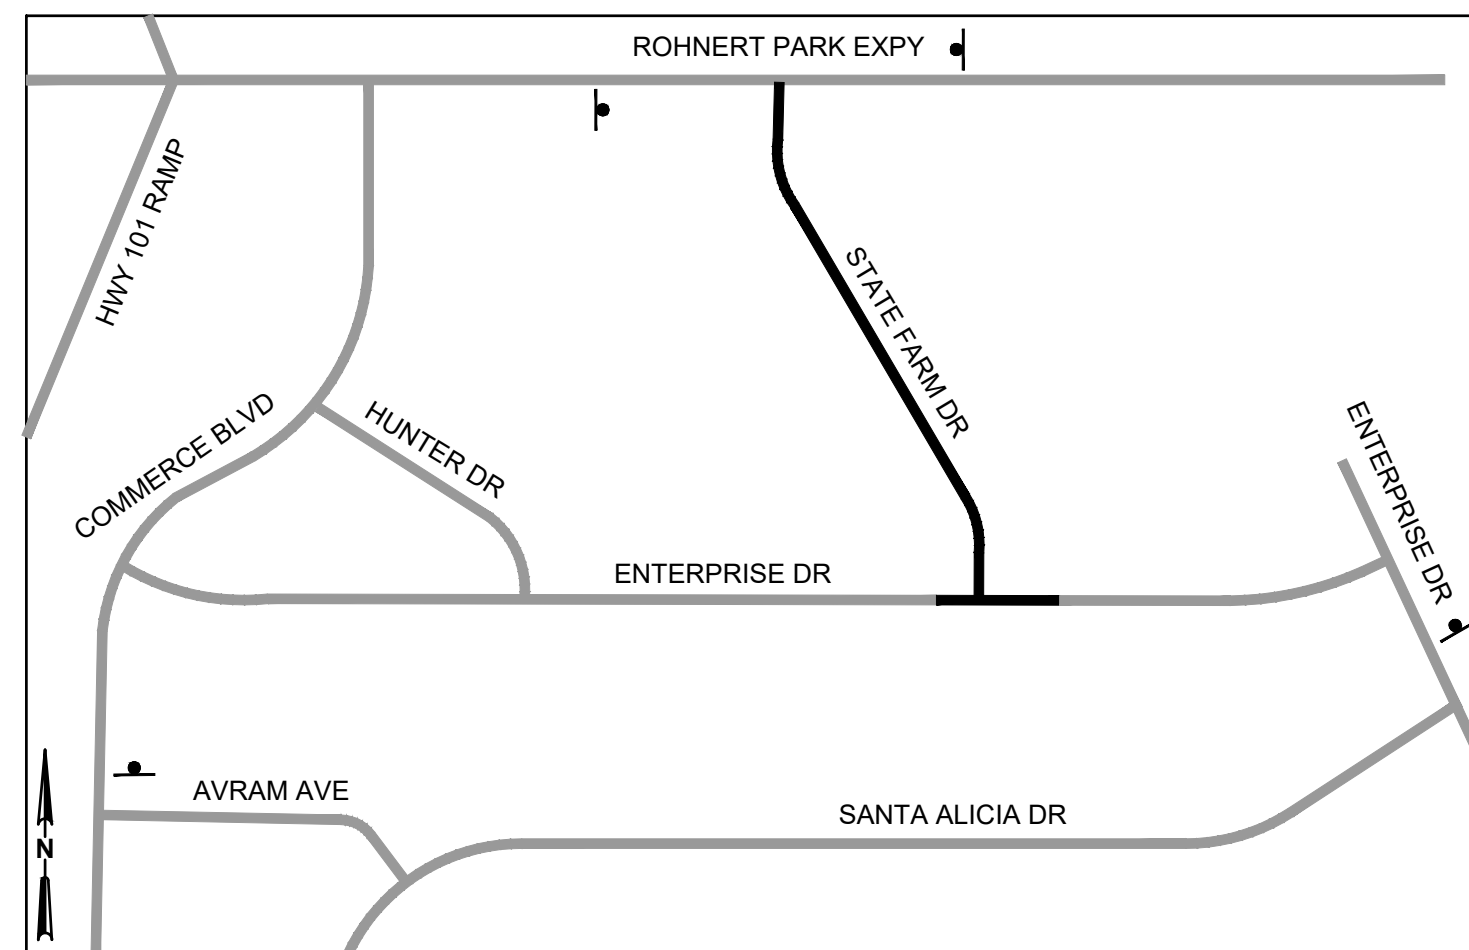 ROHNERT PARK EXPY
HWY 101 RAMP
STATE FARM DR
COMMERCE BLVD
HUNTER DR
ENTERPRISE DR
ENTERPRISE DR
AVRAM AVE
SANTA ALICIA DR
N